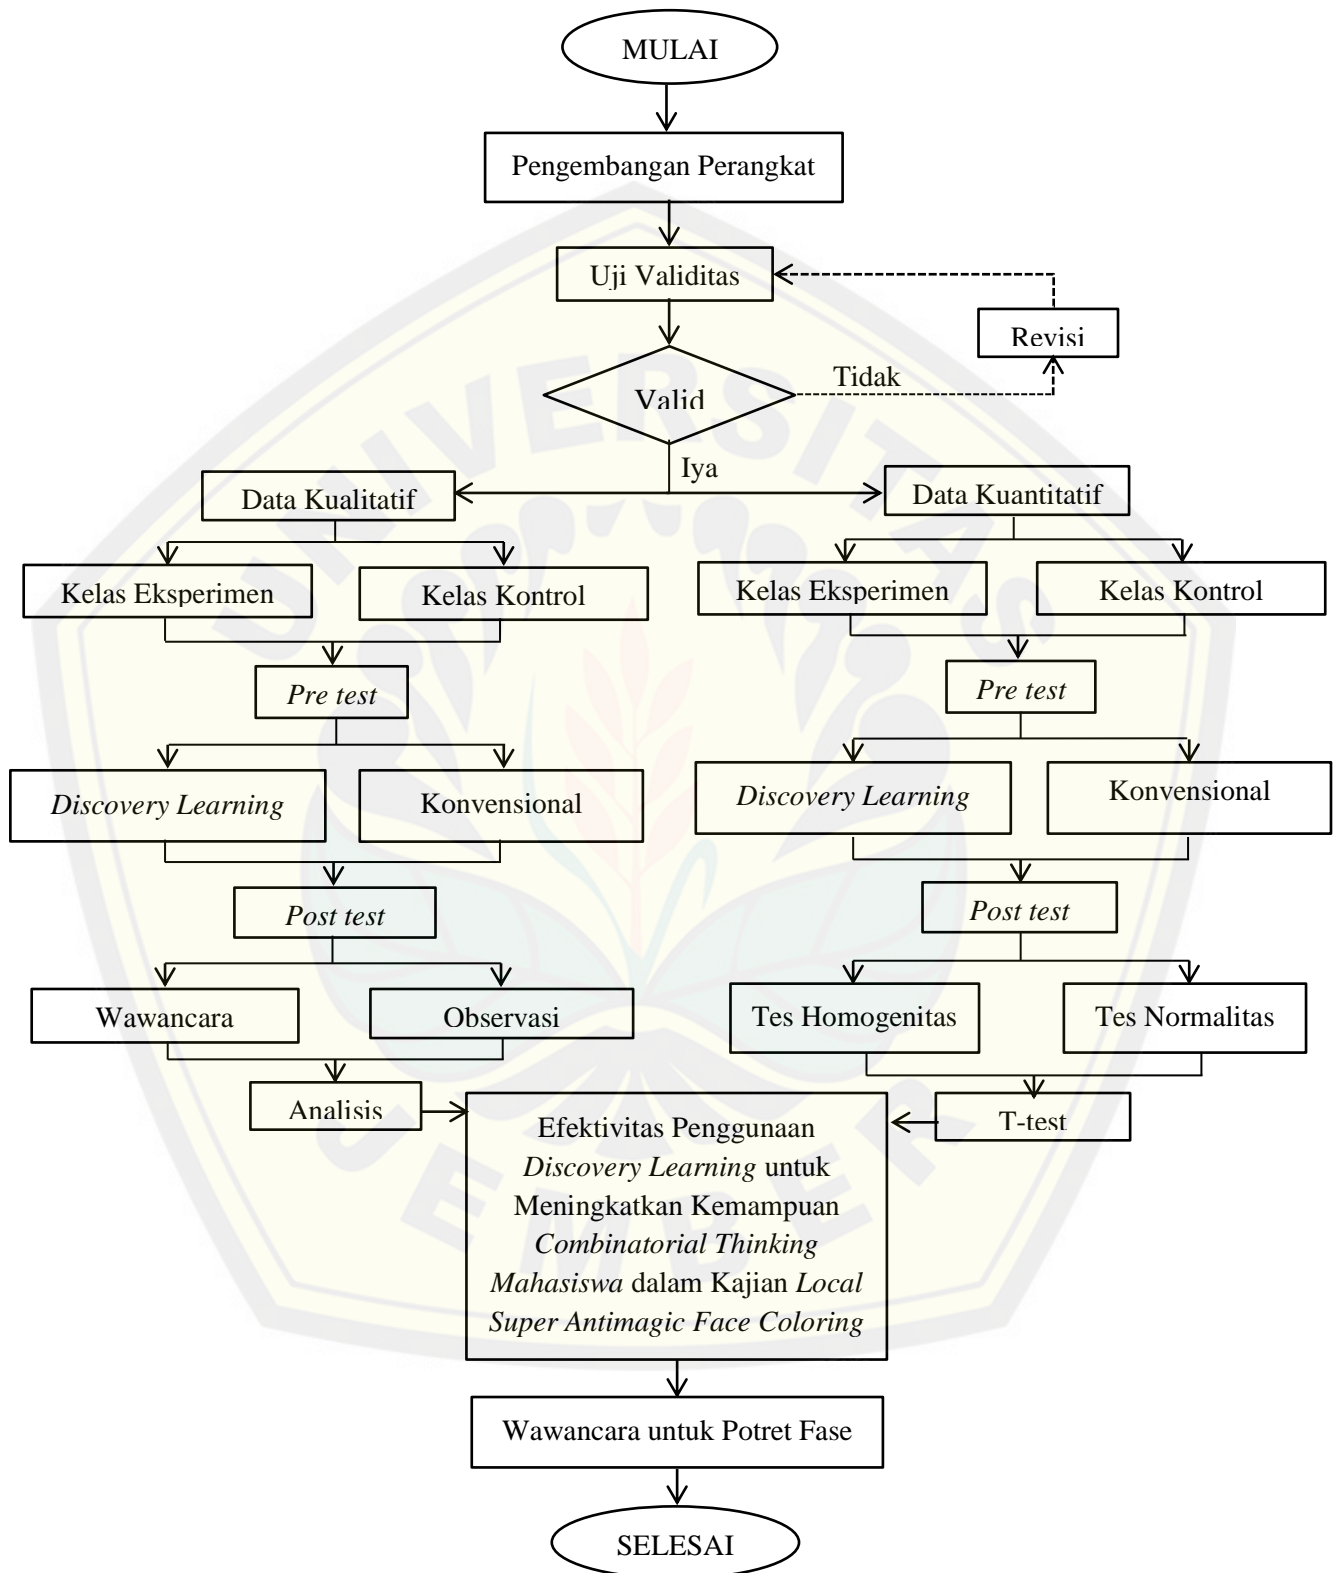 MULAI
Pengembangan Perangkat
Uji Validitas
Revisi
Tidak
Valid
Iya
Data Kualitatif
Data Kuantitatif
Kelas Eksperimen
Kelas Kontrol
Kelas Eksperimen
Kelas Kontrol
Pre test
Pre test
Discovery Learning
Konvensional
Discovery Learning
Konvensional
Post test
Post test
Wawancara
Observasi
Tes Homogenitas
Tes Normalitas
Analisis
T-test
Efektivitas Penggunaan
Discovery Learning untuk
Meningkatkan Kemampuan
Combinatorial Thinking
Mahasiswa dalam Kajian Local
Super Antimagic Face Coloring
Wawancara untuk Potret Fase
SELESAI
UNIVERSITAS
JEMBER